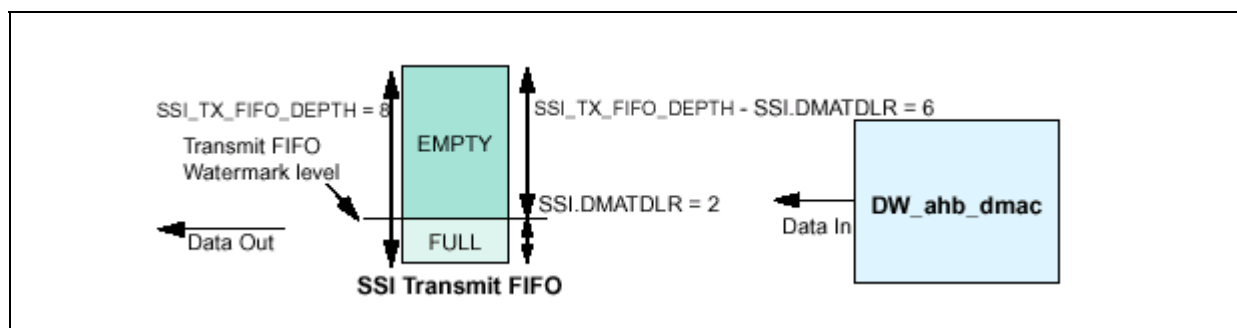 SSI_TX_FIFO_DEPTH = 8
SSI_TX_FIFO_DEPTH - SSI.DMATDLR = 6
EMPTY
Transmit FIFO
Watermark level
SSI.DMATDLR = 2
DW_ahb_dmac
Data In
Data Out
FULL
SSI Transmit FIFO